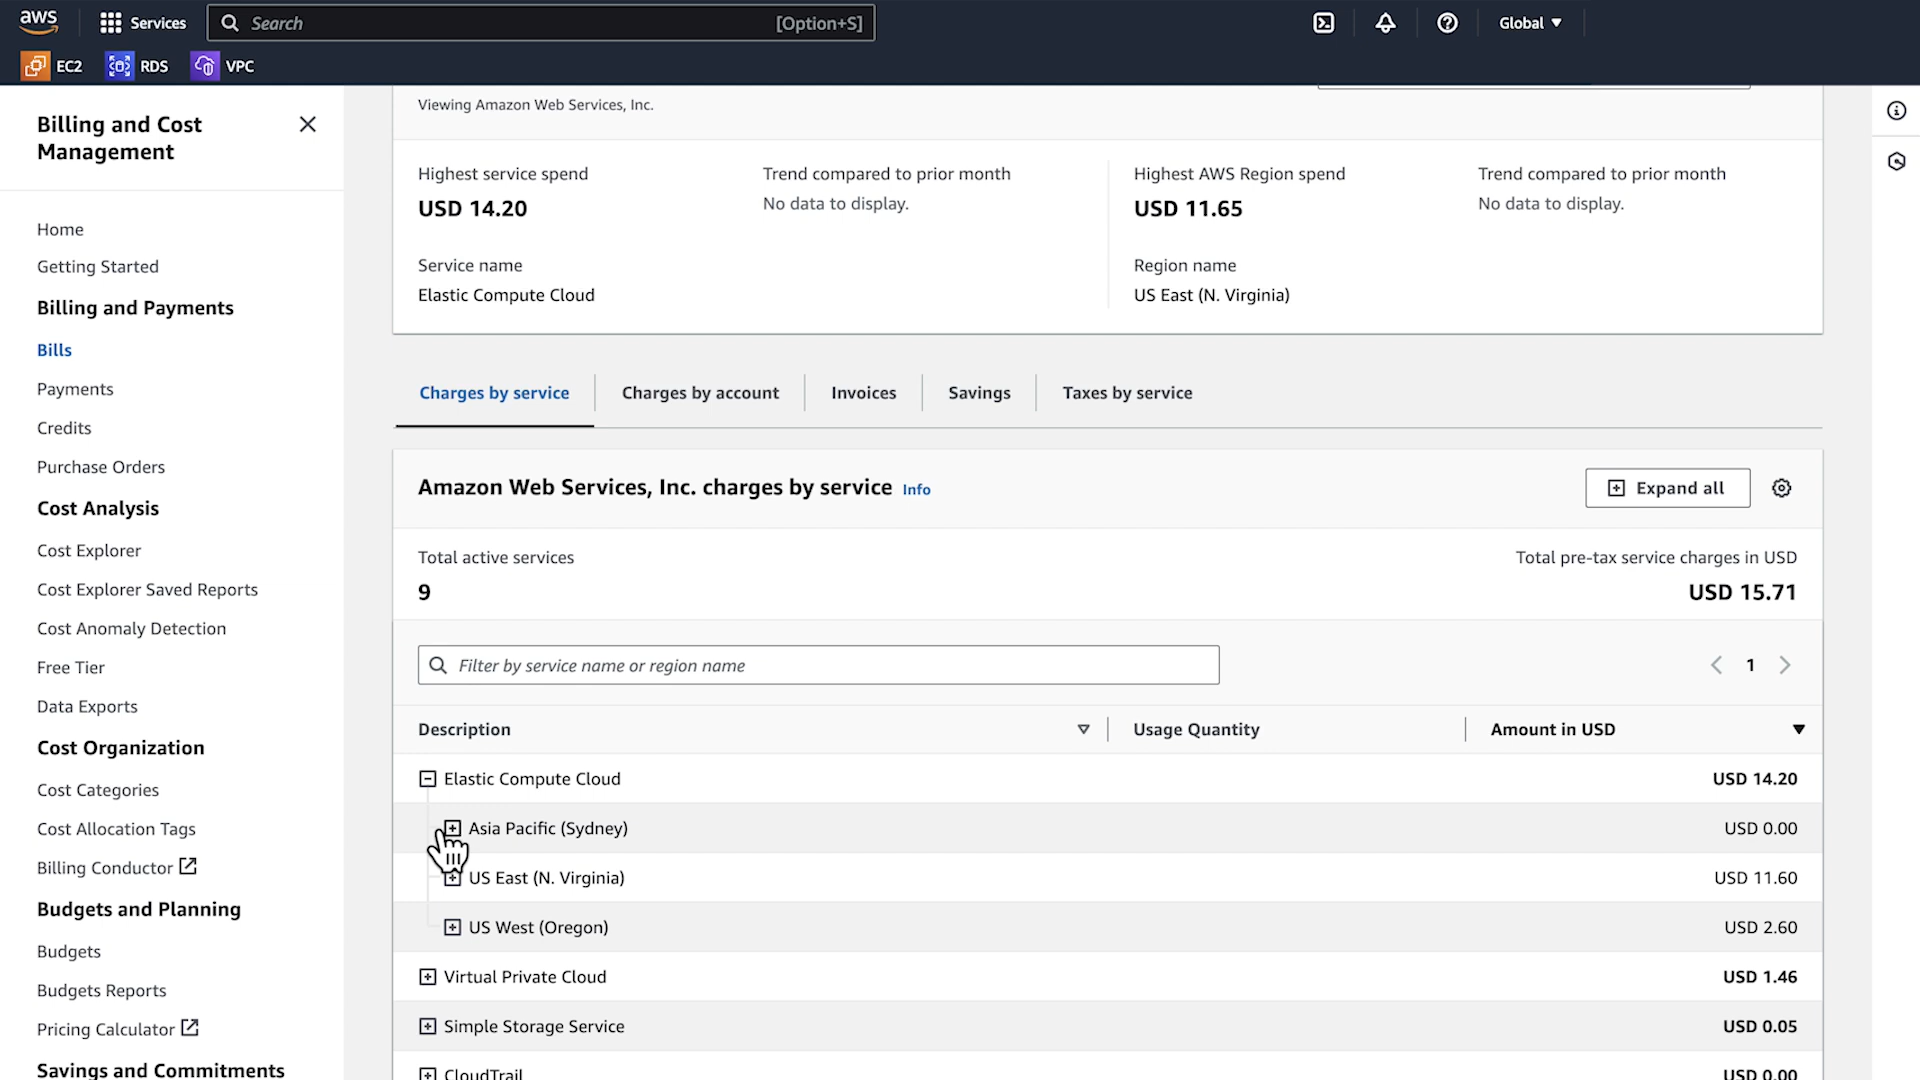 aws
Services
Search
[Option+S]
Global
EC2
RDS
VPC
Billing and Cost
Management
Home
Getting Started
Billing and Payments
Bills
Payments
Credits
Purchase Orders
Cost Analysis
Cost Explorer
Cost Explorer Saved Reports
Cost Anomaly Detection
Free Tier
Data Exports
Cost Organization
Cost Categories
Cost Allocation Tags
Billing Conductor
Budgets and Planning
Budgets
Budgets Reports
Pricing Calculator
Savings and Commitments
Viewing Amazon Web Services, Inc.
Highest service spend
USD 14.20
Trend compared to prior month
No data to display.
Service name
Elastic Compute Cloud
Highest AWS Region spend
USD 11.65
Trend compared to prior month
No data to display.
Region name
US East (N. Virginia)
Charges by service
Charges by account
Invoices
Savings
Taxes by service
Amazon Web Services, Inc. charges by service Info
Expand all
Total active services
9
Total pre-tax service charges in USD
USD 15.71
Filter by service name or region name
1
Description
Usage Quantity
Amount in USD
Elastic Compute Cloud
USD 14.20
Asia Pacific (Sydney)
USD 0.00
US East (N. Virginia)
USD 11.60
US West (Oregon)
USD 2.60
Virtual Private Cloud
USD 1.46
Simple Storage Service
USD 0.05
CloudTrail
USD 0.00